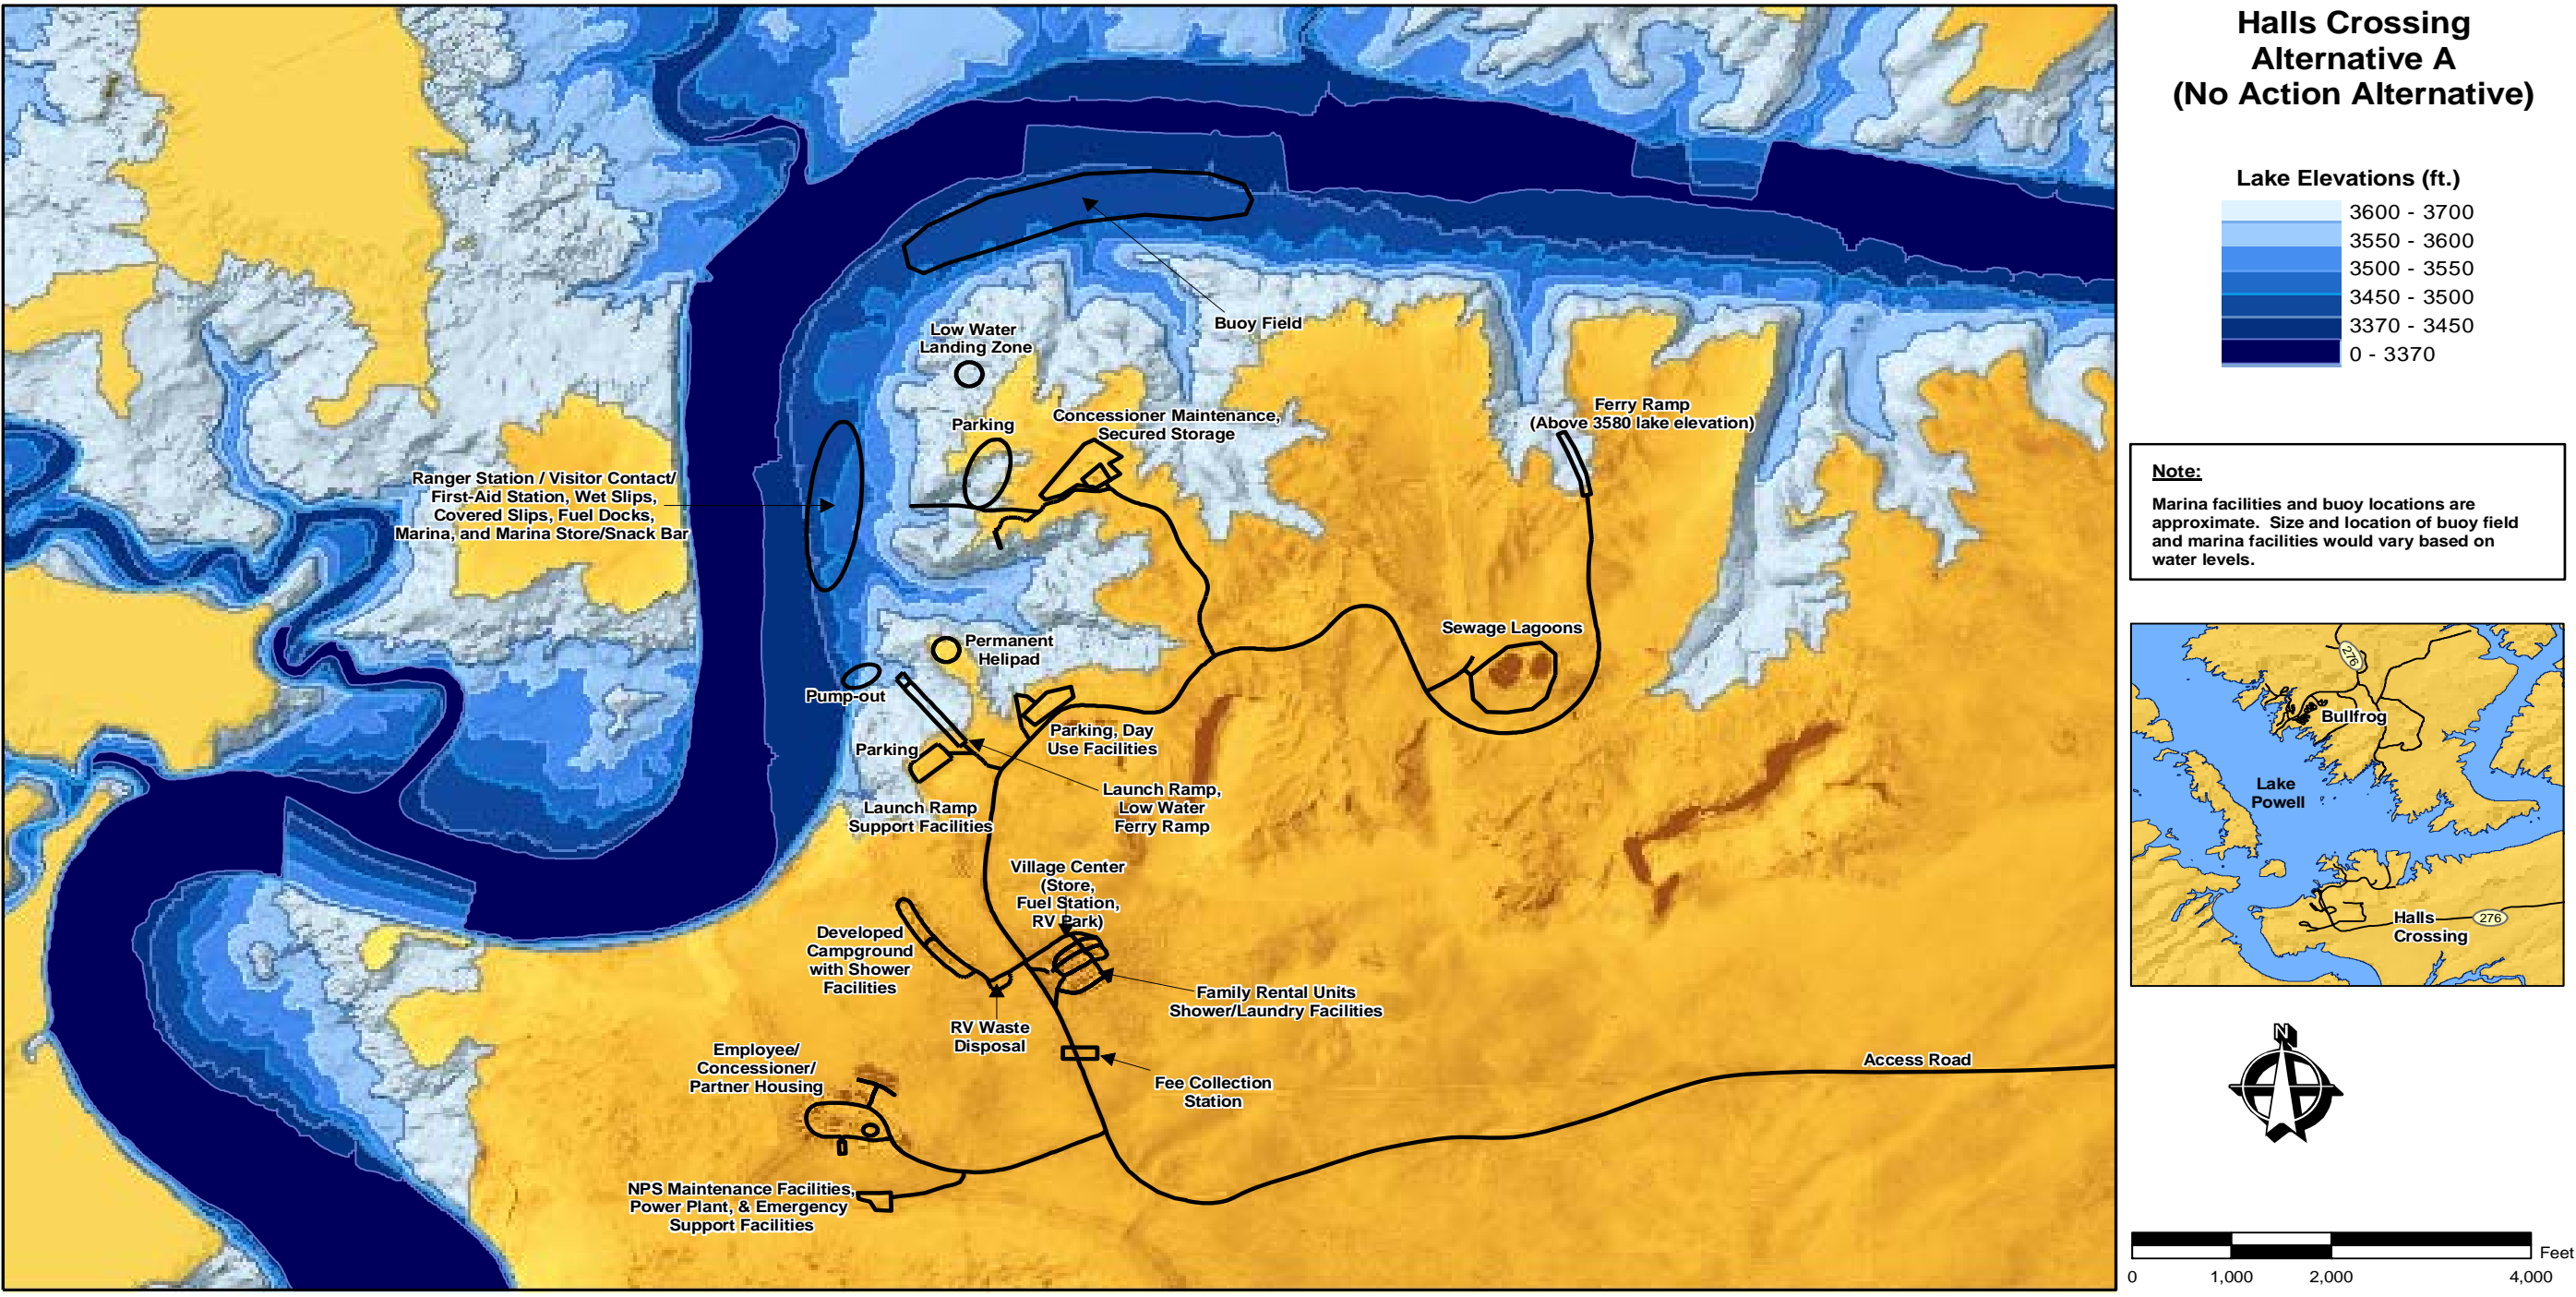 Halls Crossing
Alternative A
(No Action Alternative)
Lake Elevations (ft.)
3600 - 3700
3550 - 3600
3500 - 3550
3450 - 3500
3370 - 3450
0 - 3370
Note:
Marina facilities and buoy locations are
approximate. Size and location of buoy field
and marina facilities would vary based on
water levels.
276
Bullfrog
Lake
Powell
Halls
Crossing
276
N
Feet
0
1,000
2,000
4,000
Buoy Field
Low Water
Landing Zone
Parking
Concessioner Maintenance,
Secured Storage
Ferry Ramp
(Above 3580 lake elevation)
Ranger Station / Visitor Contact/
First-Aid Station, Wet Slips,
Covered Slips, Fuel Docks,
Marina, and Marina Store/Snack Bar
Sewage Lagoons
Permanent
Helipad
Pump-out
Parking
Parking, Day
Use Facilities
Launch Ramp
Support Facilities
Launch Ramp,
Low Water
Ferry Ramp
Village Center
(Store,
Fuel Station,
RV Park)
Developed
Campground
with Shower
Facilities
Family Rental Units
Shower/Laundry Facilities
RV Waste
Disposal
Employee/
Concessioner/
Partner Housing
Fee Collection
Station
Access Road
NPS Maintenance Facilities,
Power Plant, & Emergency
Support Facilities